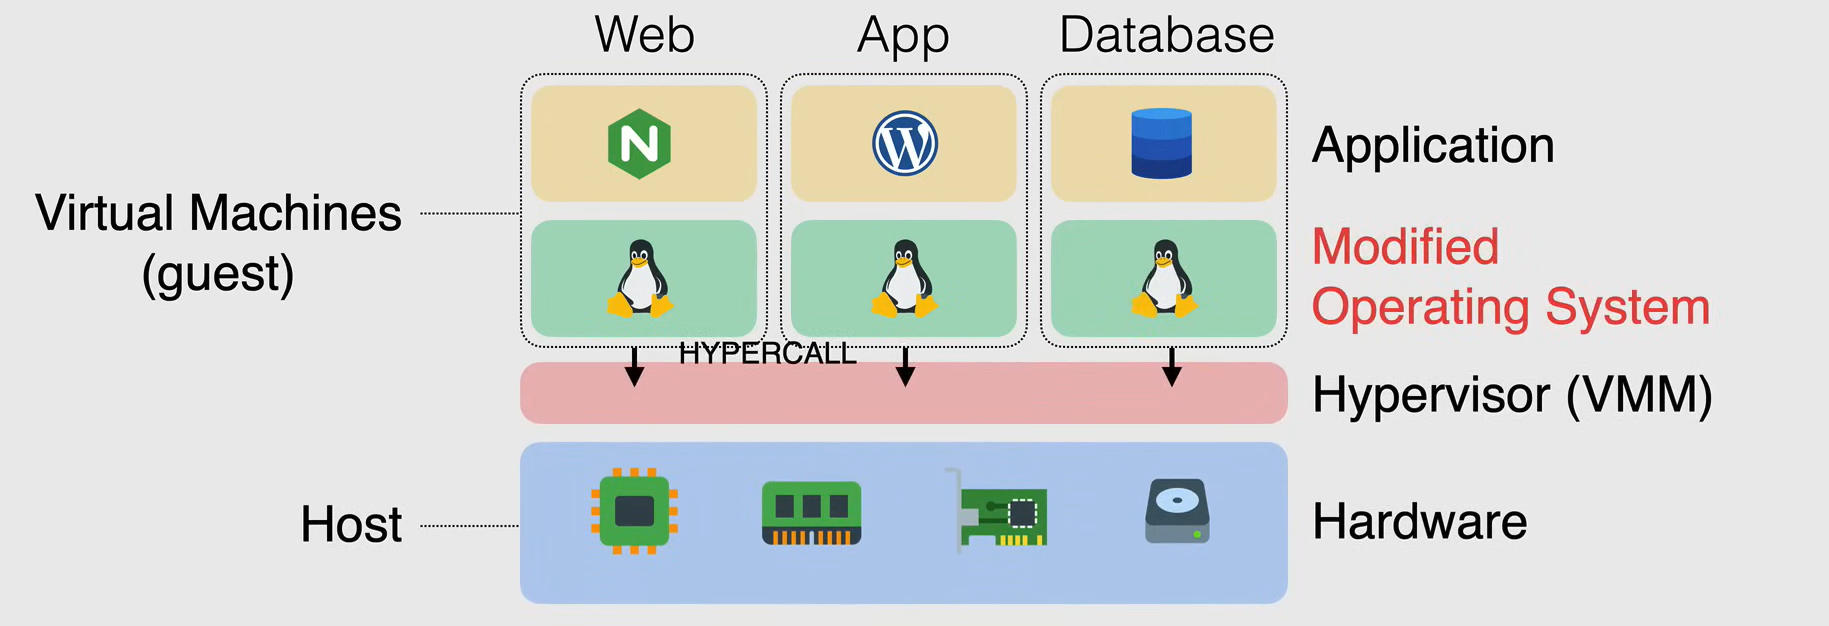 Web
App
Database
N
W
Application
Virtual Machines
(guest)
Modified
Operating System
HYPERCALL
Hypervisor (VMM)
Host
Hardware